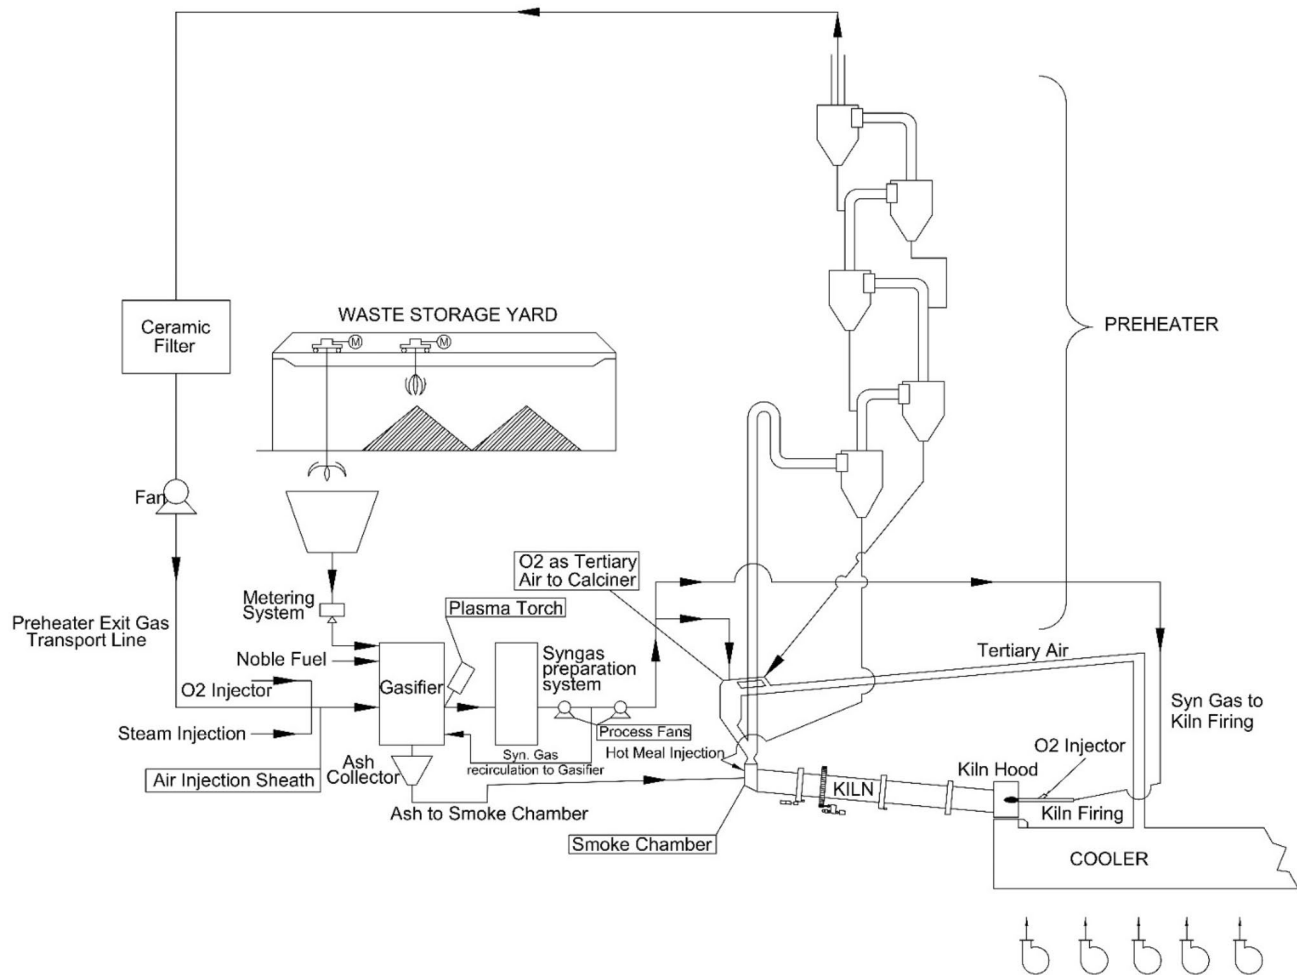 WASTE STORAGE YARD
M
M
PREHEATER
Ceramic
Filter
Fan
Preheater Exit Gas
Transport Line
Metering
System
Noble Fuel
O2 Injector
Steam Injection
Air Injection Sheath
Gasifier
Plasma Torch
Ash
Collector
Ash to Smoke Chamber
Syngas
preparation
system
Process Fans
Syn. Gas
recirculation to Gasifier
O2 as Tertiary
Air to Calciner
Hot Meal Injection
Smoke Chamber
KILN
Tertiary Air
Syn Gas to
Kiln Firing
O2 Injector
Kiln Hood
Kiln Firing
COOLER